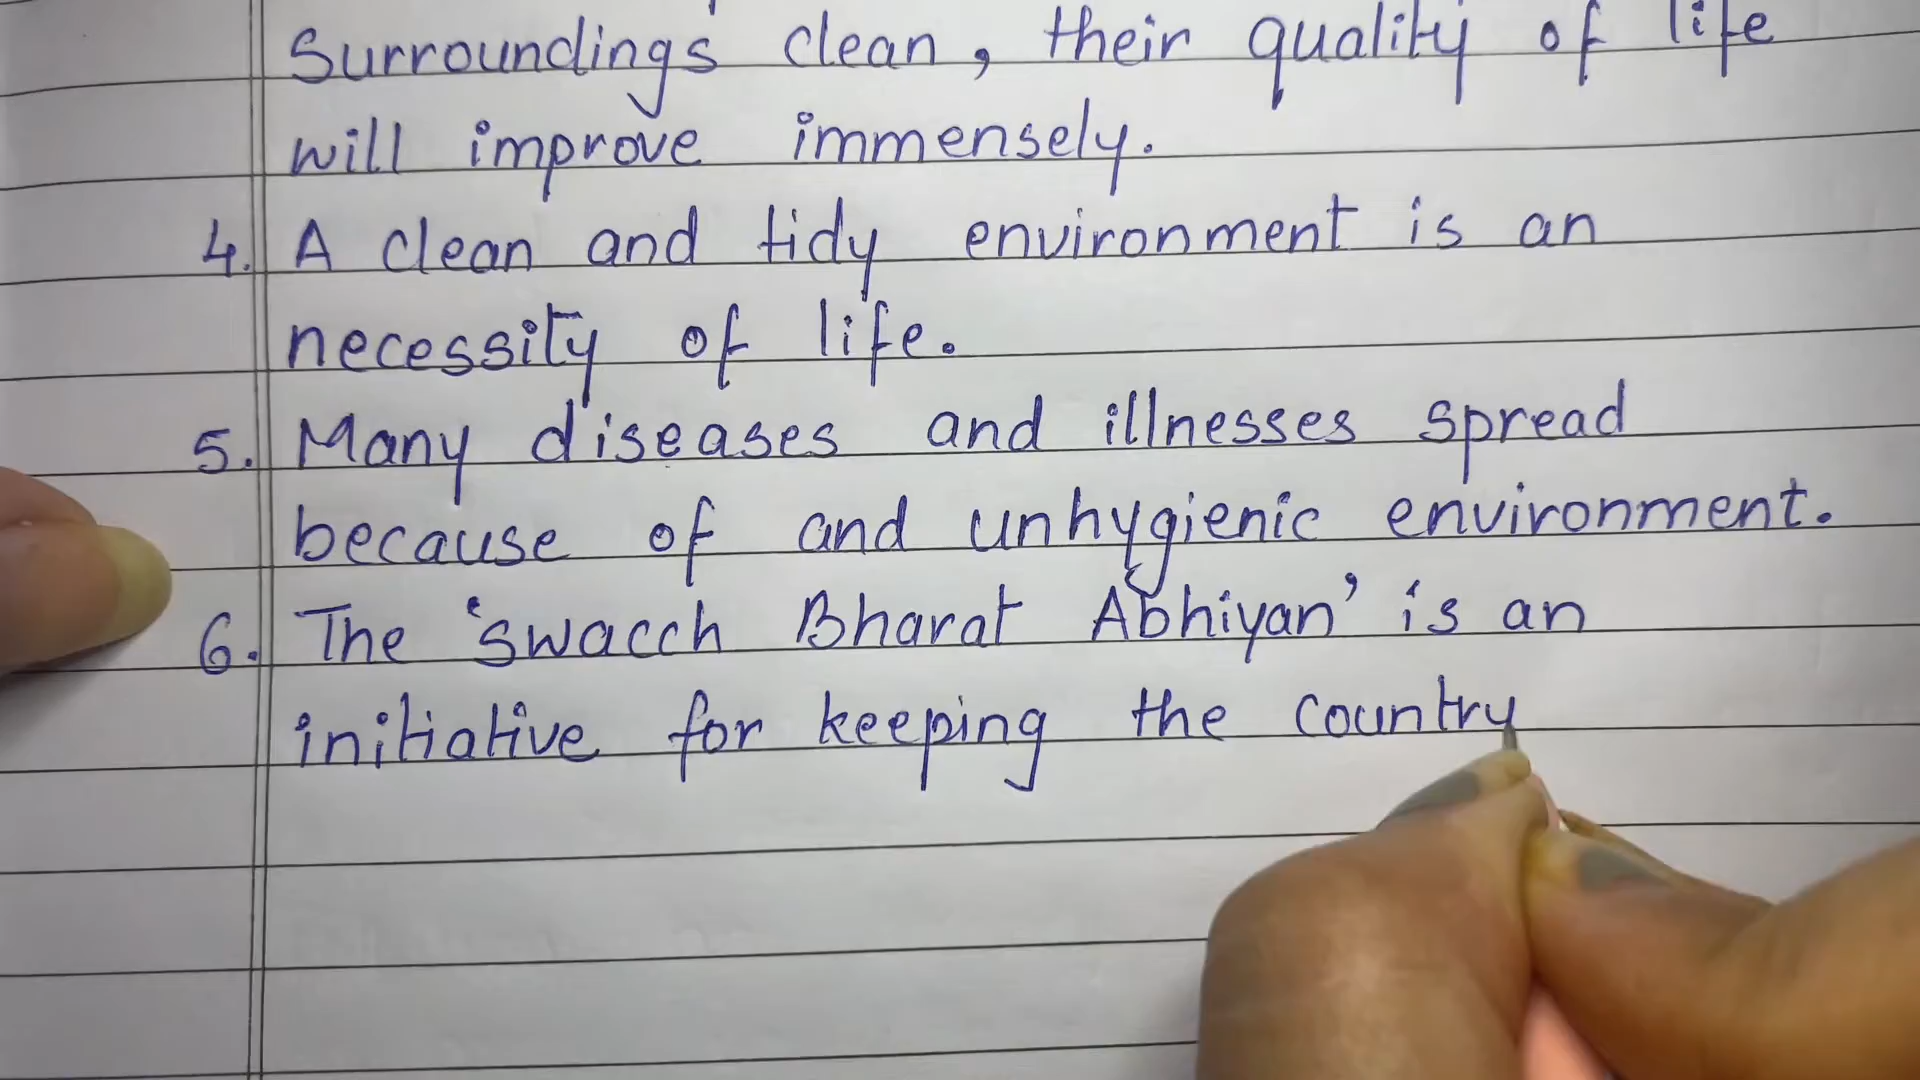 Surroundings clean, their quality of life
will improve immensely.
4. A clean and tidy environment is an
necessity of life.
5. Many diseases and illnesses spread
because of and unhygienic environment.
6. The 'swacch Bharat Abhiyan' is an
initiative for keeping the country